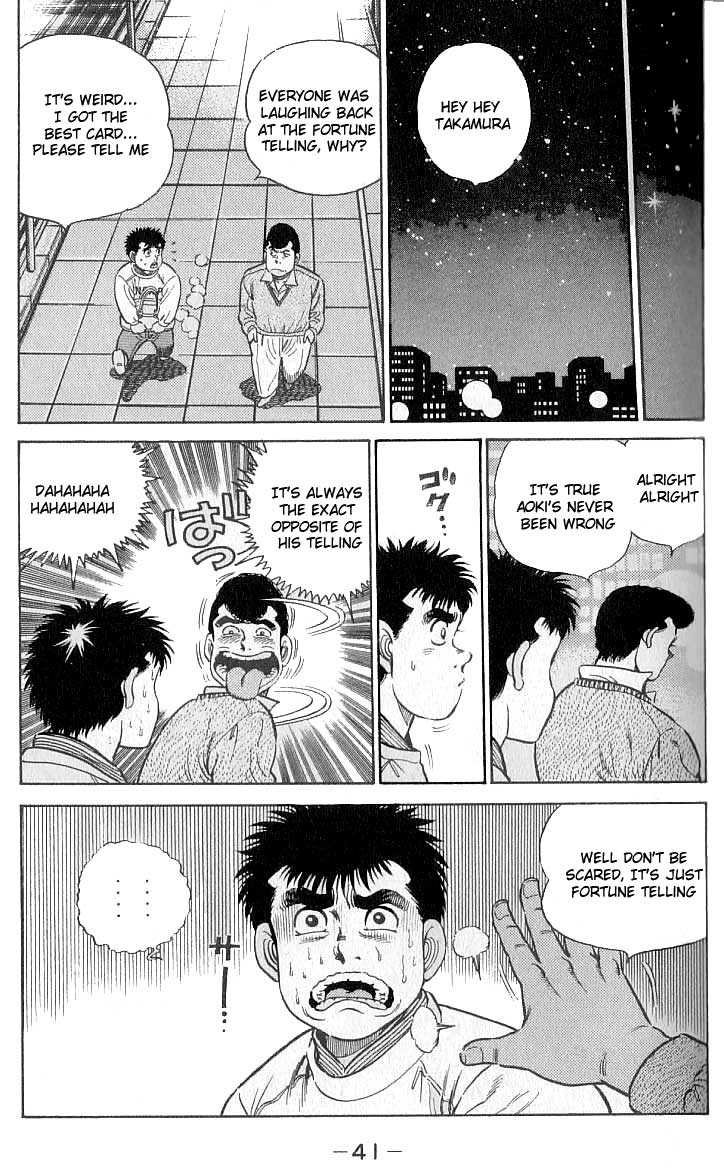 HEY HEY
TAKAMURA
EVERYONE WAS
LAUGHING BACK
AT THE FORTUNE
TELLING, WHY?
IT'S WEIRD...
I GOT THE
BEST CARD...
PLEASE TELL ME
ALRIGHT
ALRIGHT
IT'S TRUE
AOKI'S NEVER
BEEN WRONG
ゴク…
IT'S ALWAYS
THE EXACT
OPPOSITE OF
HIS TELLING
ばっ
DAHAHAHA
HAHAHAHAH
WELL DON'T BE
SCARED, IT'S JUST
FORTUNE TELLING
サー…
-41-